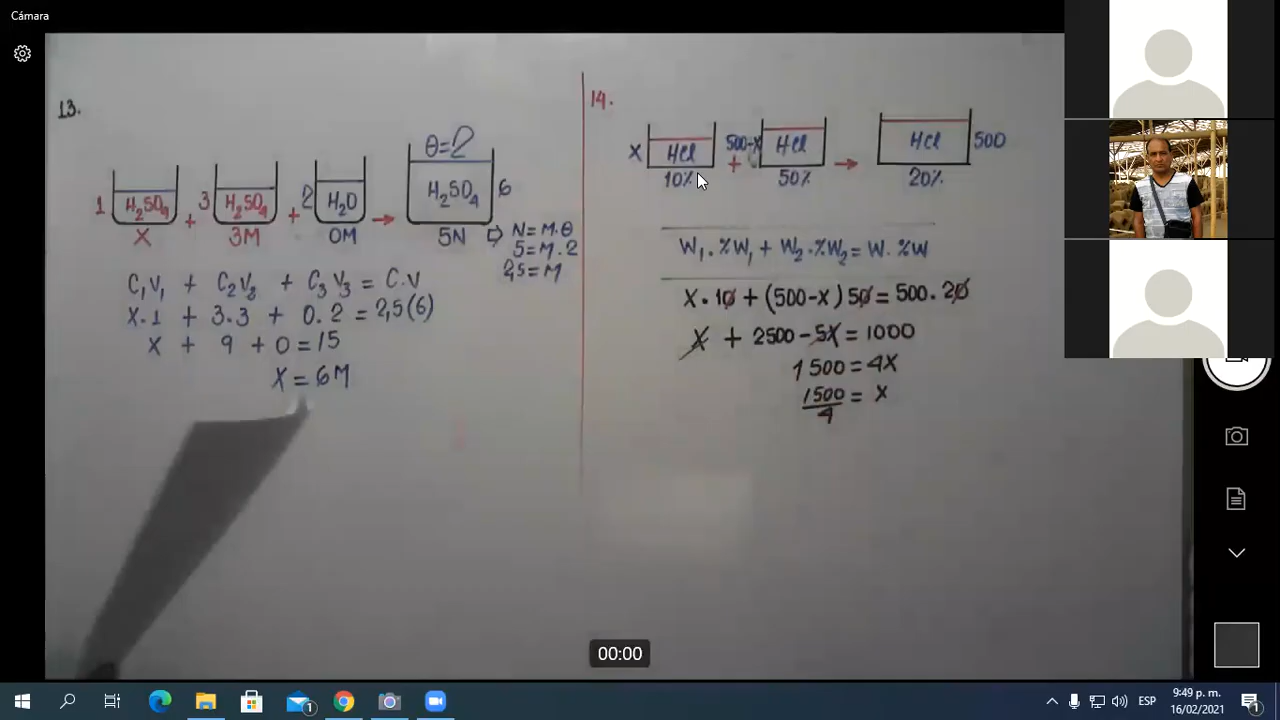 Cámara
13.
θ=2
1 H₂SO₄ + 3 H₂SO₄ + 2 H₂O → H₂SO₄ 6
X 3M 0M 5N ⇨ N = M.θ
5 = M.2
2,5 = M
C₁V₁ + C₂V₂ + C₃V₃ = C.V
X.1 + 3.3 + 0.2 = 2,5(6)
X + 9 + 0 = 15
X = 6M
14.
X HCl + 500-X HCl → HCl 500
10% 50% 20%
W₁.%W₁ + W₂.%W₂ = W.%W
X.10 + (500-X)50 = 500.20
X + 2500 - 5X = 1000
1500 = 4X
1500/4 = X
00:00
1
ESP
9:49 p. m.
16/02/2021
1